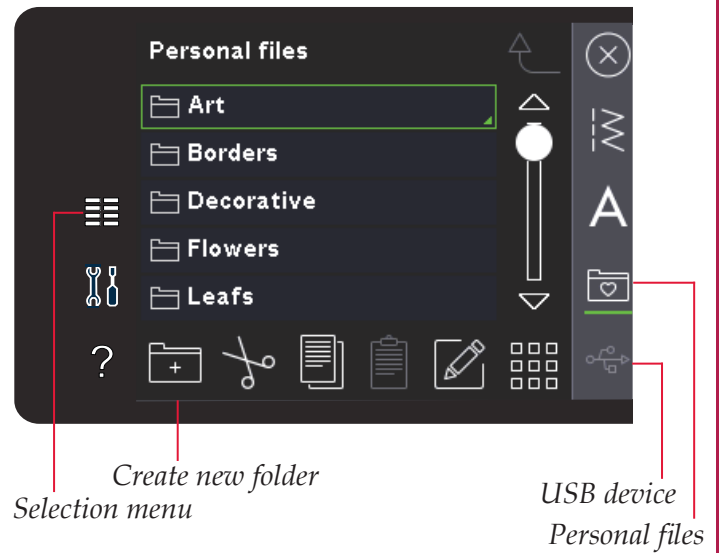 Personal files
Art
Borders
Decorative
Flowers
Leafs
A
?
Create new folder
Selection menu
USB device
Personal files